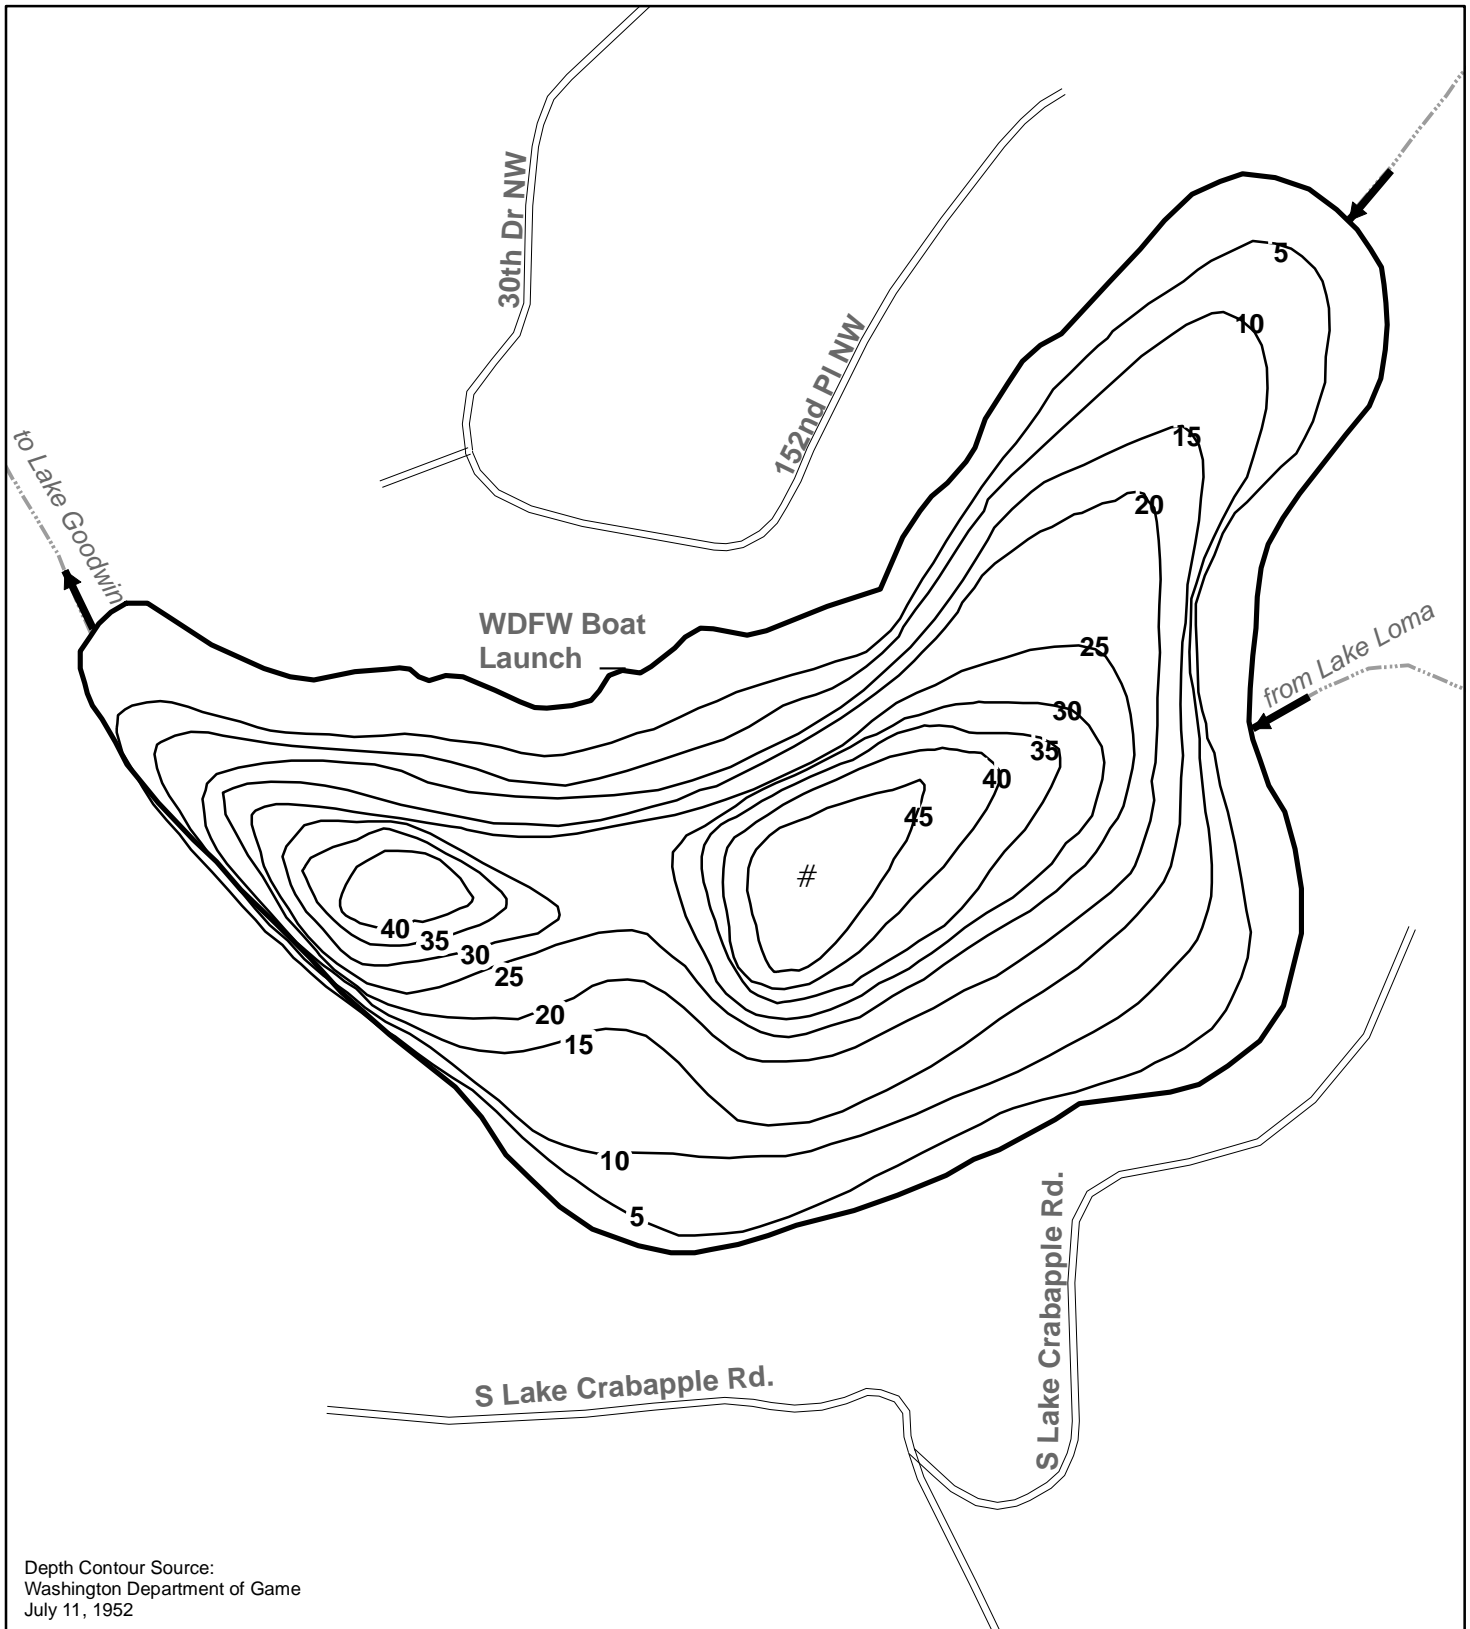 30th Dr NW
152nd Pl NW
5
10
15
20
to Lake Goodwin
WDFW Boat
Launch
from Lake Loma
25
30
35
40
45
#
40
35
30
25
20
15
10
5
S Lake Crabapple Rd.
S Lake Crabapple Rd.
Depth Contour Source:
Washington Department of Game
July 11, 1952